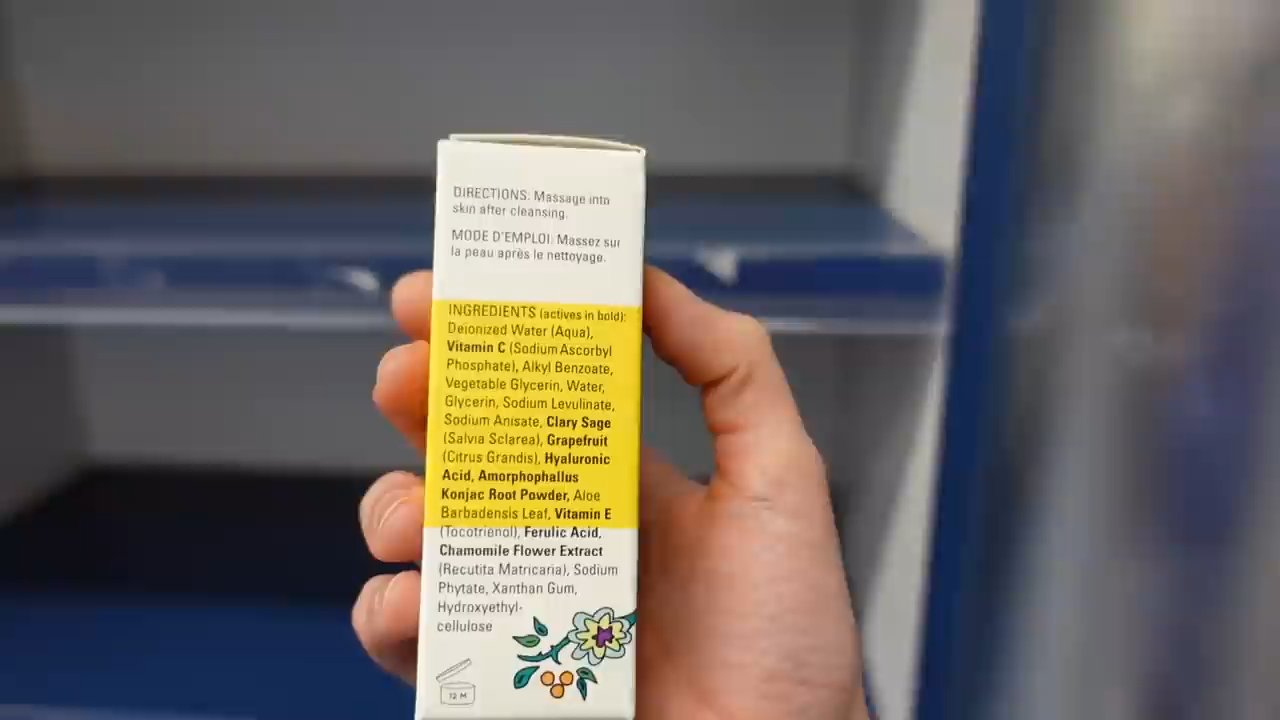 DIRECTIONS: Massage into
skin after cleansing.
MODE D'EMPLOI: Massez sur
la peau après le nettoyage.
INGREDIENTS (actives in bold):
Deionized Water (Aqua),
Vitamin C (Sodium Ascorbyl
Phosphate), Alkyl Benzoate,
Vegetable Glycerin, Water,
Glycerin, Sodium Levulinate,
Sodium Anisate, Clary Sage
(Salvia Sclarea), Grapefruit
(Citrus Grandis), Hyaluronic
Acid, Amorphophallus
Konjac Root Powder, Aloe
Barbadensis Leaf, Vitamin E
(Tocotrienol), Ferulic Acid,
Chamomile Flower Extract
(Recutita Matricaria), Sodium
Phytate, Xanthan Gum,
Hydroxyethyl-
cellulose
12 M